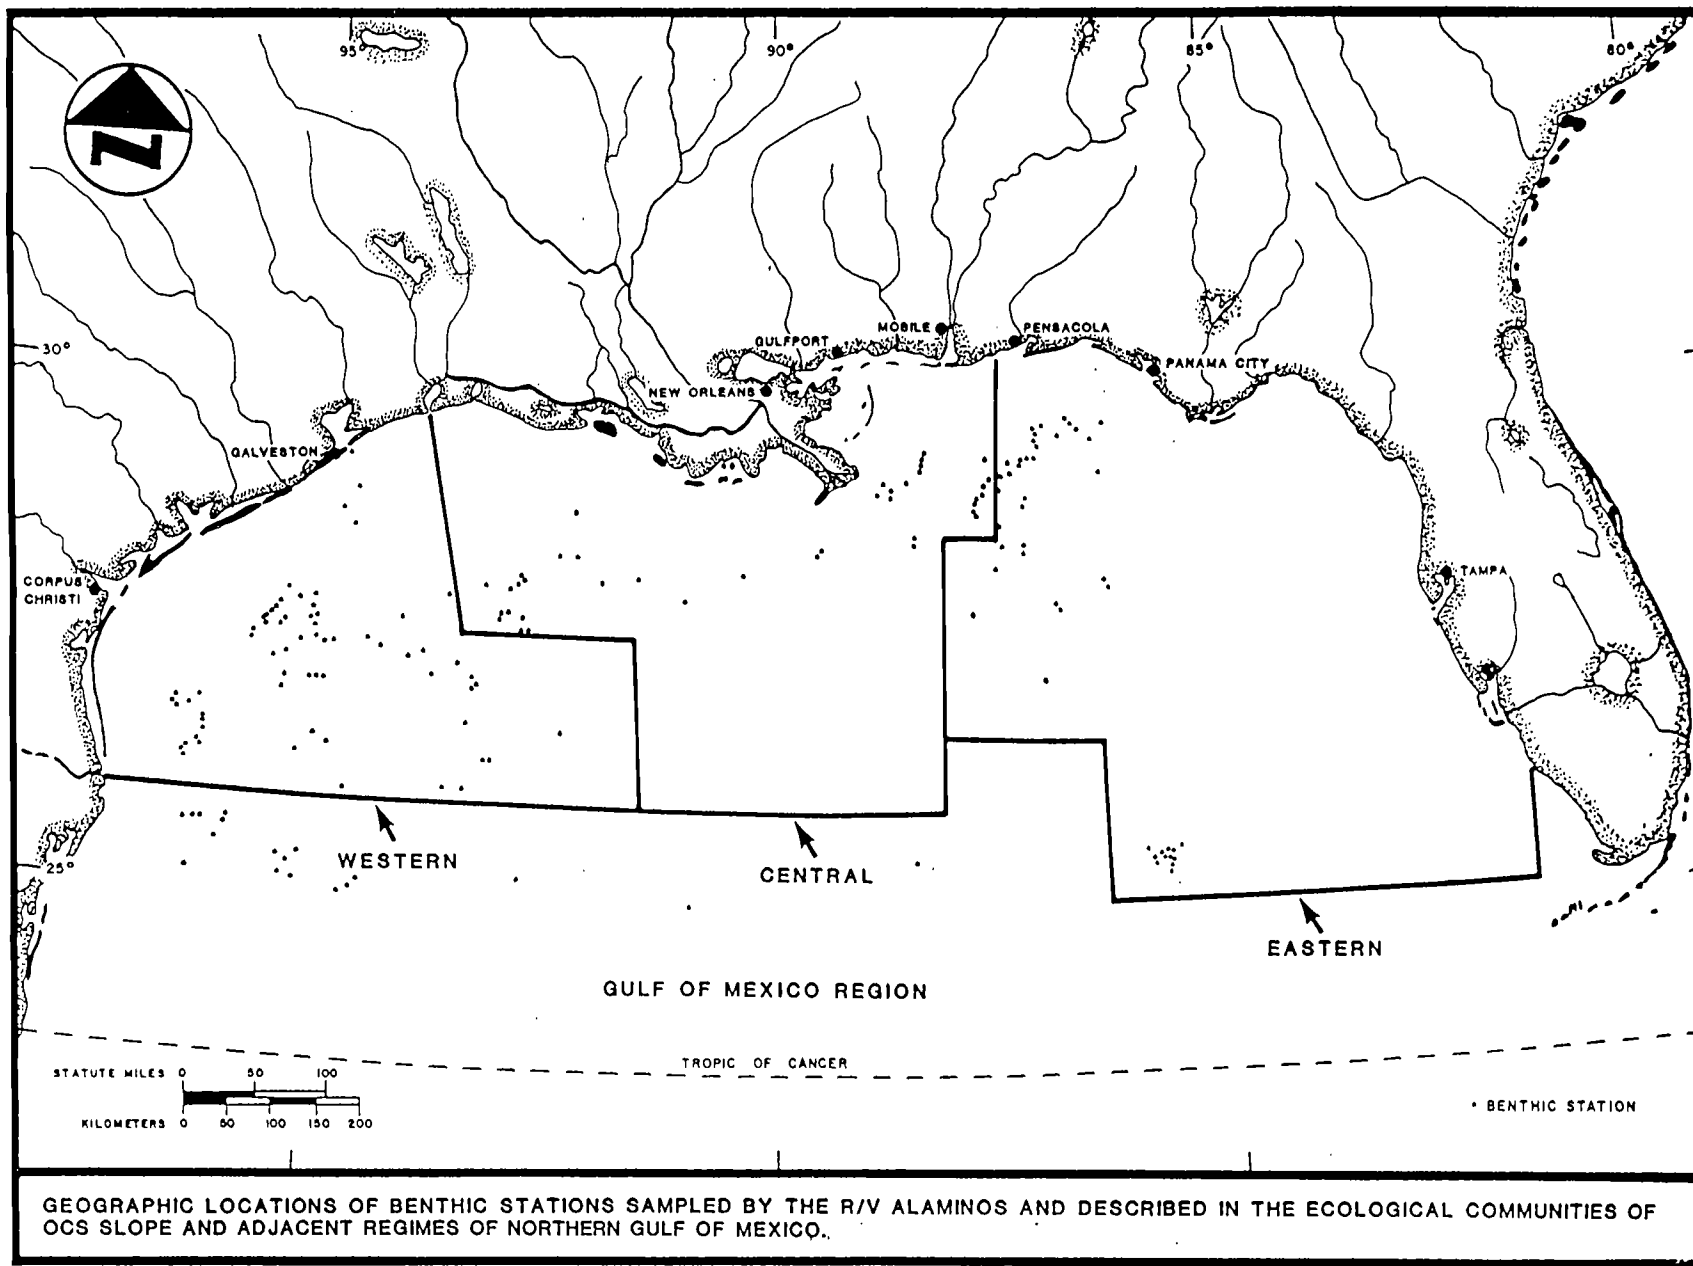 95°
90°
85°
80°
N
30°
MOBILE
PENSACOLA
GULFPORT
PANAMA CITY
NEW ORLEANS
GALVESTON
CORPUS
CHRISTI
TAMPA
25°
WESTERN
CENTRAL
EASTERN
GULF OF MEXICO REGION
TROPIC OF CANCER
STATUTE MILES 0 50 100
KILOMETERS 0 50 100 150 200
• BENTHIC STATION
GEOGRAPHIC LOCATIONS OF BENTHIC STATIONS SAMPLED BY THE R/V ALAMINOS AND DESCRIBED IN THE ECOLOGICAL COMMUNITIES OF
OCS SLOPE AND ADJACENT REGIMES OF NORTHERN GULF OF MEXICO.